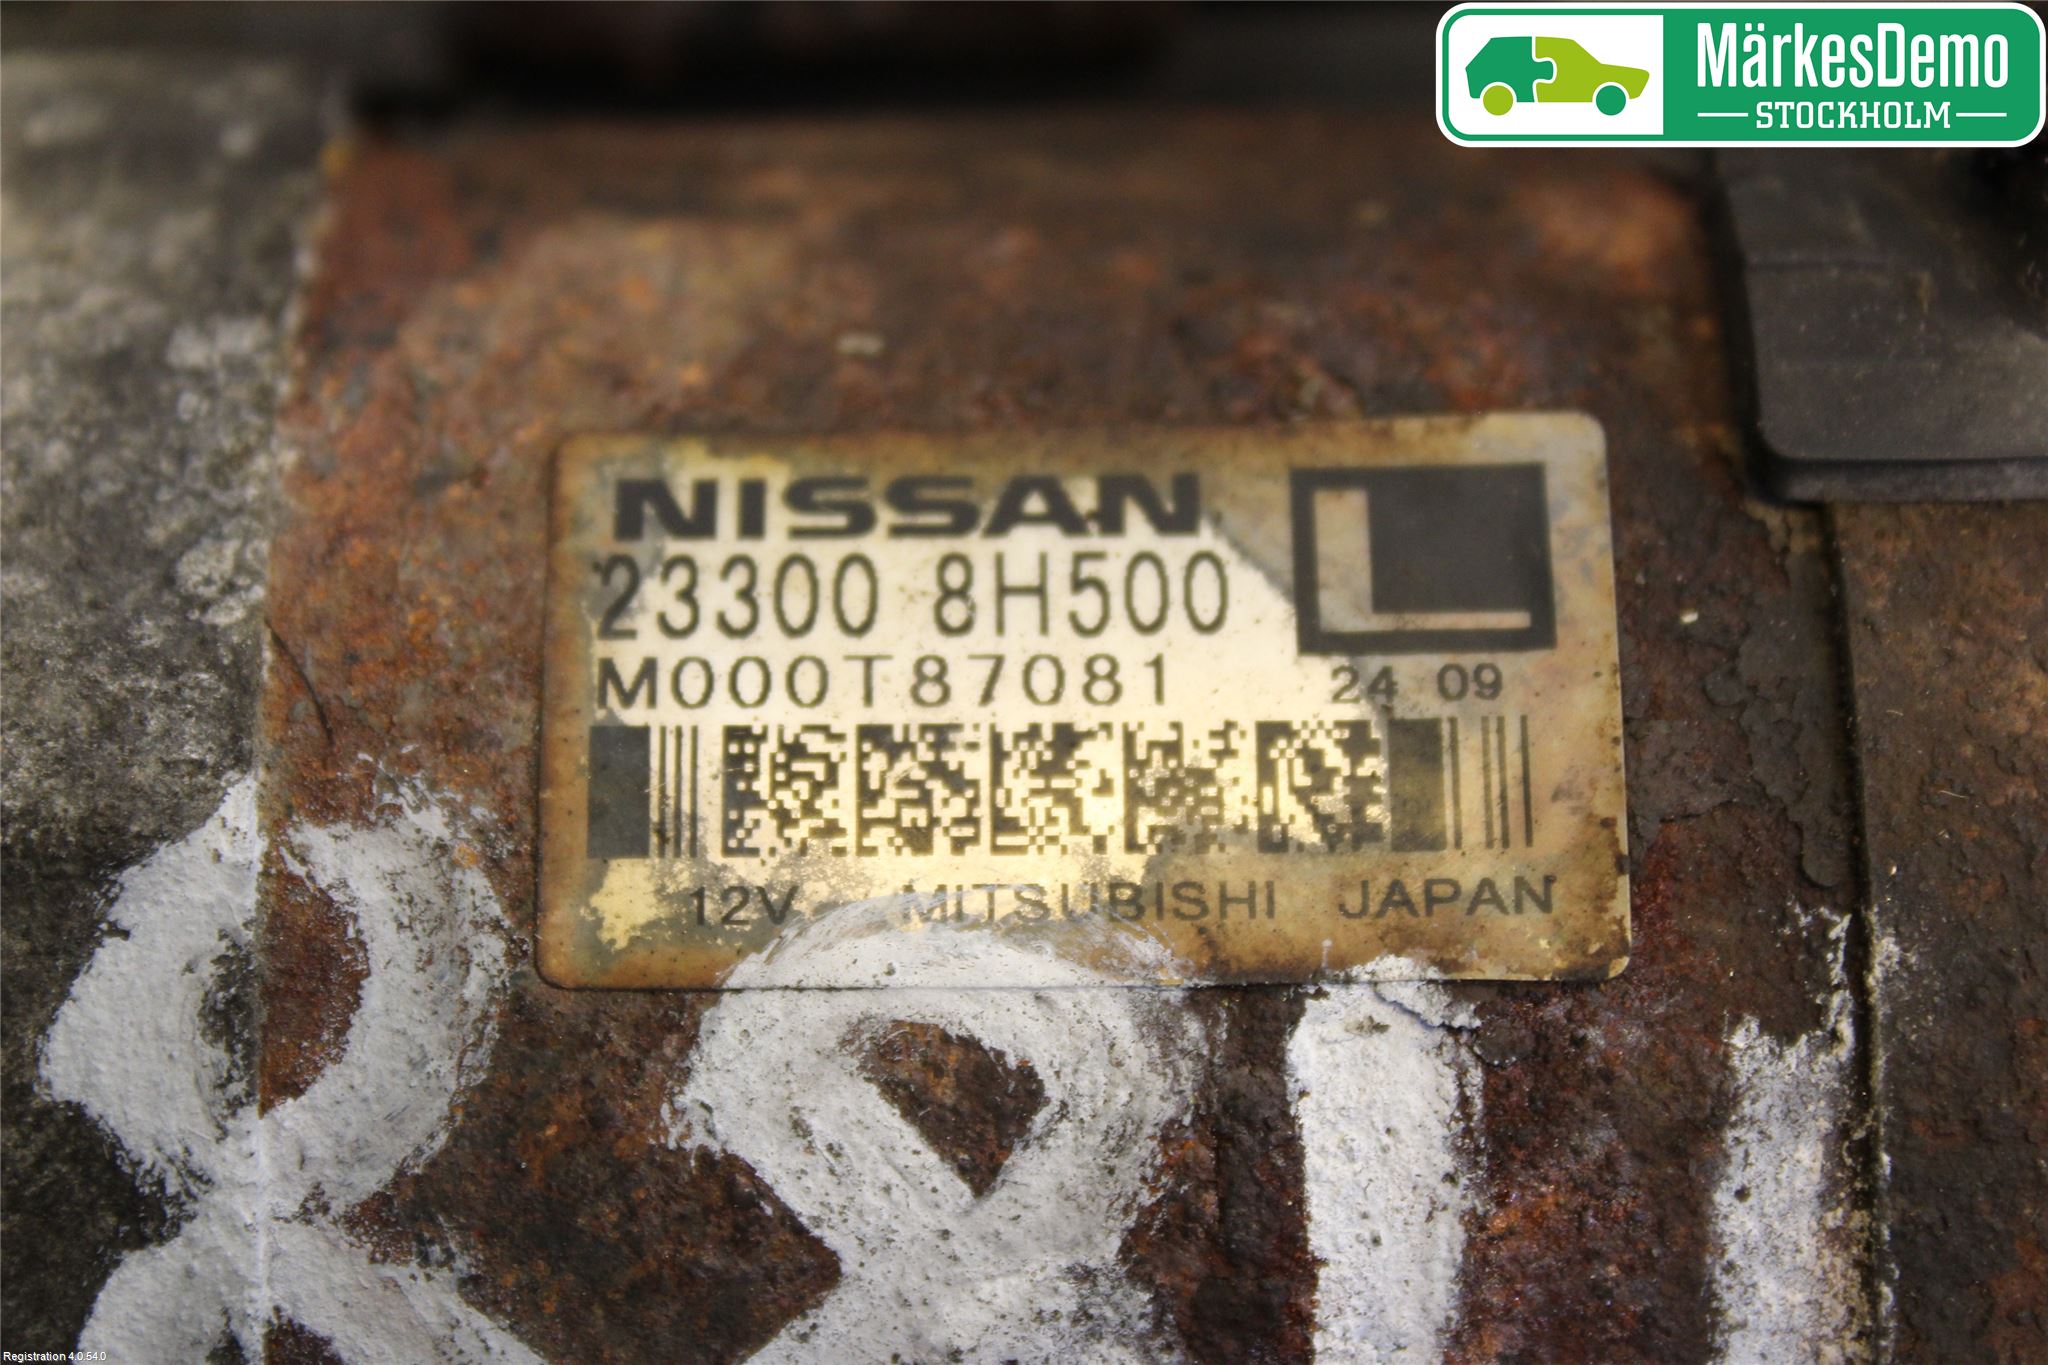 MärkesDemo
STOCKHOLM
NISSAN
L
23300 8H500
M000T87081
24 09
12V MITSUBISHI JAPAN
Registration 4.0.54.0